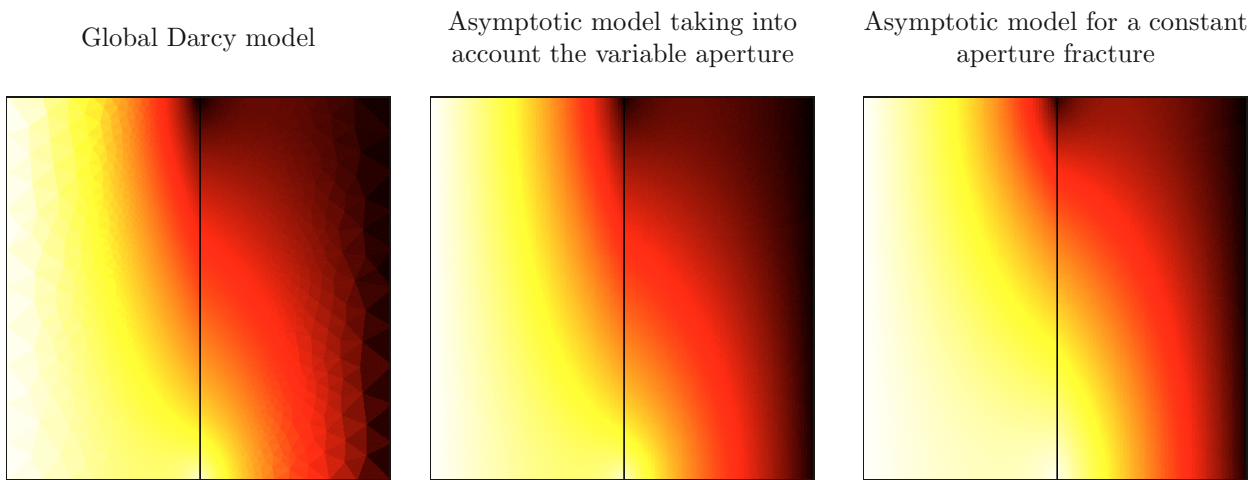 Global Darcy model
Asymptotic model taking into
account the variable aperture
Asymptotic model for a constant
aperture fracture